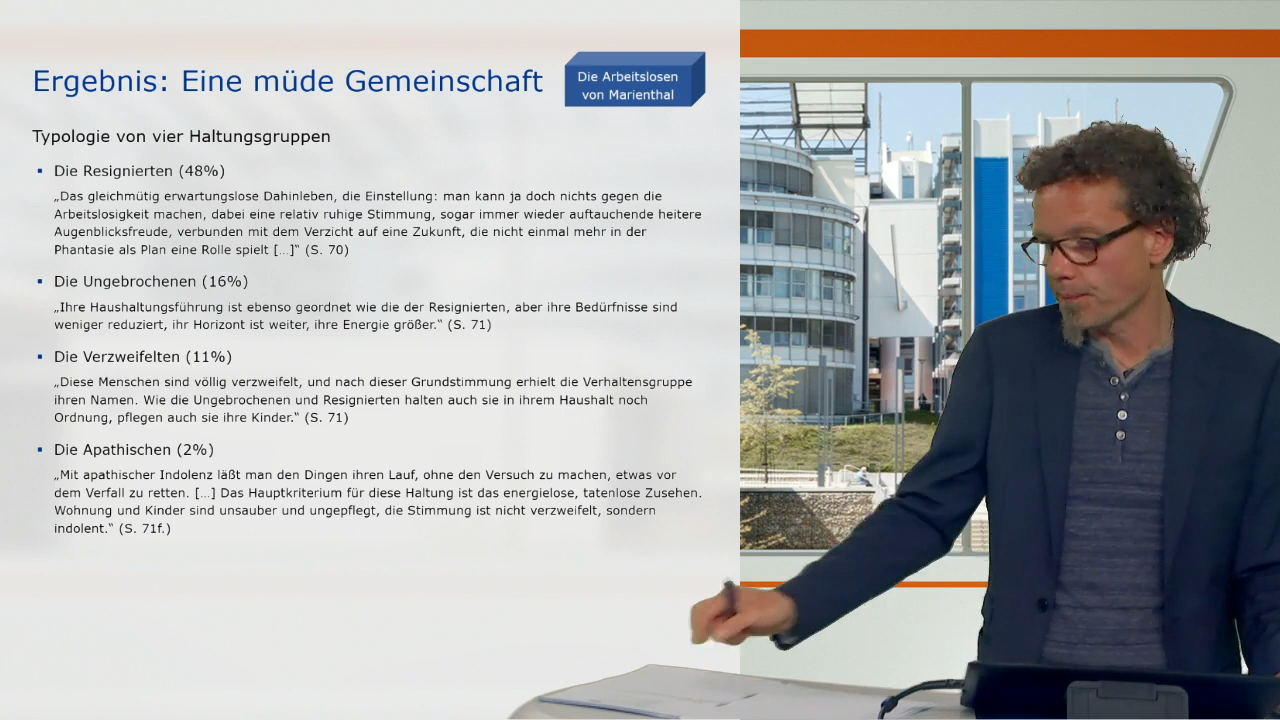 Ergebnis: Eine müde Gemeinschaft
Die Arbeitslosen
von Marienthal
Typologie von vier Haltungsgruppen
▪ Die Resignierten (48%)
„Das gleichmütig erwartungslose Dahinleben, die Einstellung: man kann ja doch nichts gegen die
Arbeitslosigkeit machen, dabei eine relativ ruhige Stimmung, sogar immer wieder auftauchende heitere
Augenblicksfreude, verbunden mit dem Verzicht auf eine Zukunft, die nicht einmal mehr in der
Phantasie als Plan eine Rolle spielt […]“ (S. 70)
▪ Die Ungebrochenen (16%)
„Ihre Haushaltungsführung ist ebenso geordnet wie die der Resignierten, aber ihre Bedürfnisse sind
weniger reduziert, ihr Horizont ist weiter, ihre Energie größer.“ (S. 71)
▪ Die Verzweifelten (11%)
„Diese Menschen sind völlig verzweifelt, und nach dieser Grundstimmung erhielt die Verhaltensgruppe
ihren Namen. Wie die Ungebrochenen und Resignierten halten auch sie in ihrem Haushalt noch
Ordnung, pflegen auch sie ihre Kinder.“ (S. 71)
▪ Die Apathischen (2%)
„Mit apathischer Indolenz läßt man den Dingen ihren Lauf, ohne den Versuch zu machen, etwas vor
dem Verfall zu retten. […] Das Hauptkriterium für diese Haltung ist das energielose, tatenlose Zusehen.
Wohnung und Kinder sind unsauber und ungepflegt, die Stimmung ist nicht verzweifelt, sondern
indolent.“ (S. 71f.)